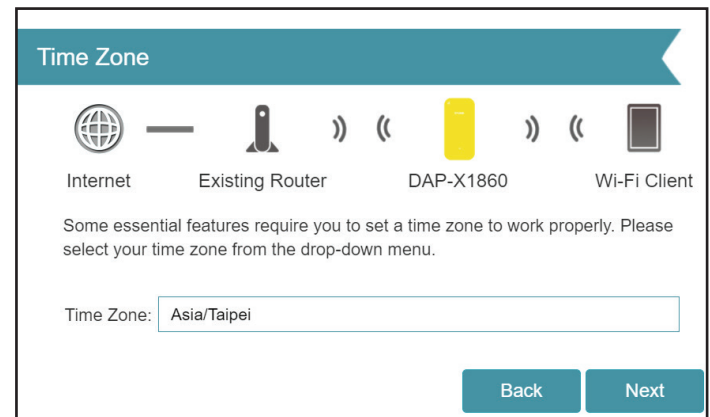 Time Zone
Internet Existing Router DAP-X1860 Wi-Fi Client
Some essential features require you to set a time zone to work properly. Please
select your time zone from the drop-down menu.
Time Zone: Asia/Taipei
Back Next